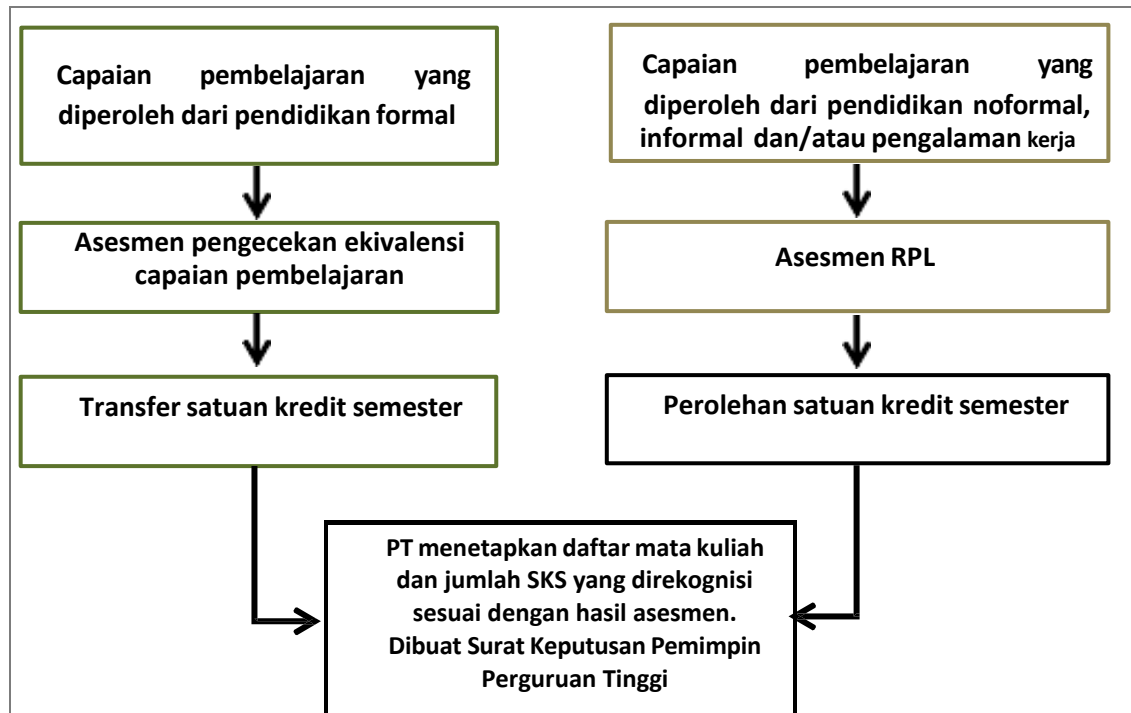 Capaian pembelajaran yang
diperoleh dari pendidikan formal
Asesmen pengecekan ekivalensi
capaian pembelajaran
Transfer satuan kredit semester
Capaian pembelajaran yang
diperoleh dari pendidikan noformal,
informal dan/atau pengalaman kerja
Asesmen RPL
Perolehan satuan kredit semester
PT menetapkan daftar mata kuliah
dan jumlah SKS yang direkognisi
sesuai dengan hasil asesmen.
Dibuat Surat Keputusan Pemimpin
Perguruan Tinggi